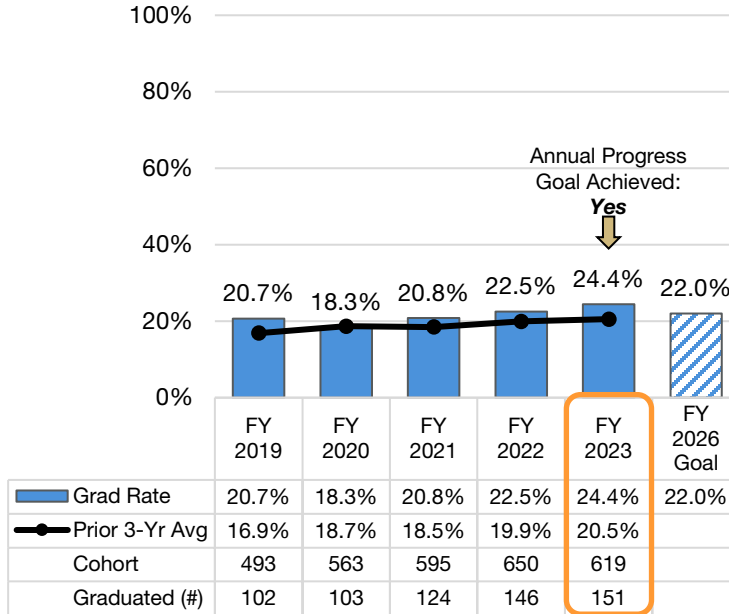 100%
80%
60%
40%
20%
0%
Annual Progress
Goal Achieved:
Yes
20.7%
18.3%
20.8%
22.5%
24.4%
22.0%
FY
2019
FY
2020
FY
2021
FY
2022
FY
2023
FY
2026
Goal
Grad Rate 20.7% 18.3% 20.8% 22.5% 24.4% 22.0%
Prior 3-Yr Avg 16.9% 18.7% 18.5% 19.9% 20.5%
Cohort 493 563 595 650 619
Graduated (#) 102 103 124 146 151